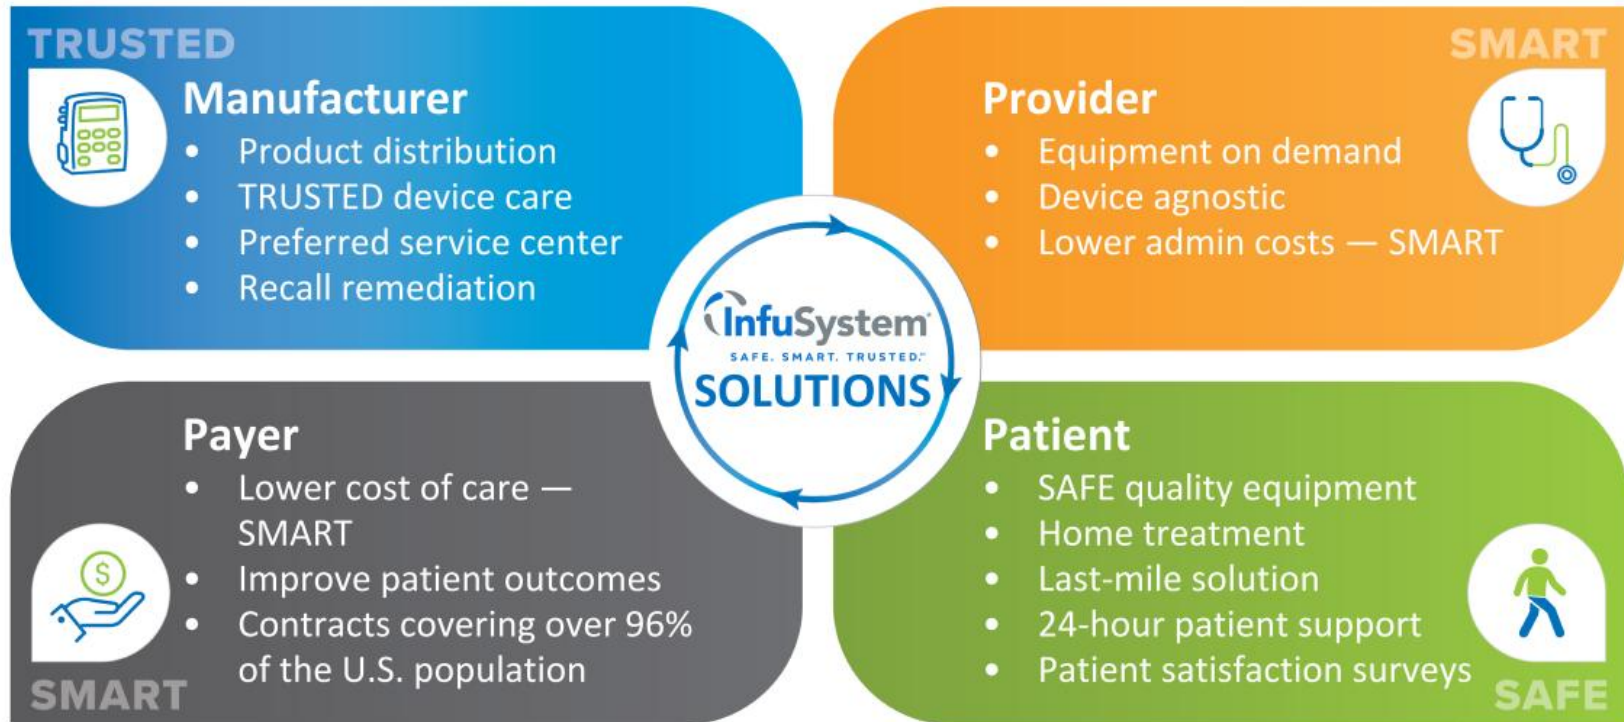 TRUSTED
Manufacturer
• Product distribution
• TRUSTED device care
• Preferred service center
• Recall remediation
SMART
Provider
• Equipment on demand
• Device agnostic
• Lower admin costs — SMART
InfuSystem®
SAFE. SMART. TRUSTED.℠
SOLUTIONS
Payer
• Lower cost of care —
SMART
• Improve patient outcomes
• Contracts covering over 96%
of the U.S. population
SMART
$
Patient
• SAFE quality equipment
• Home treatment
• Last-mile solution
• 24-hour patient support
• Patient satisfaction surveys
SAFE